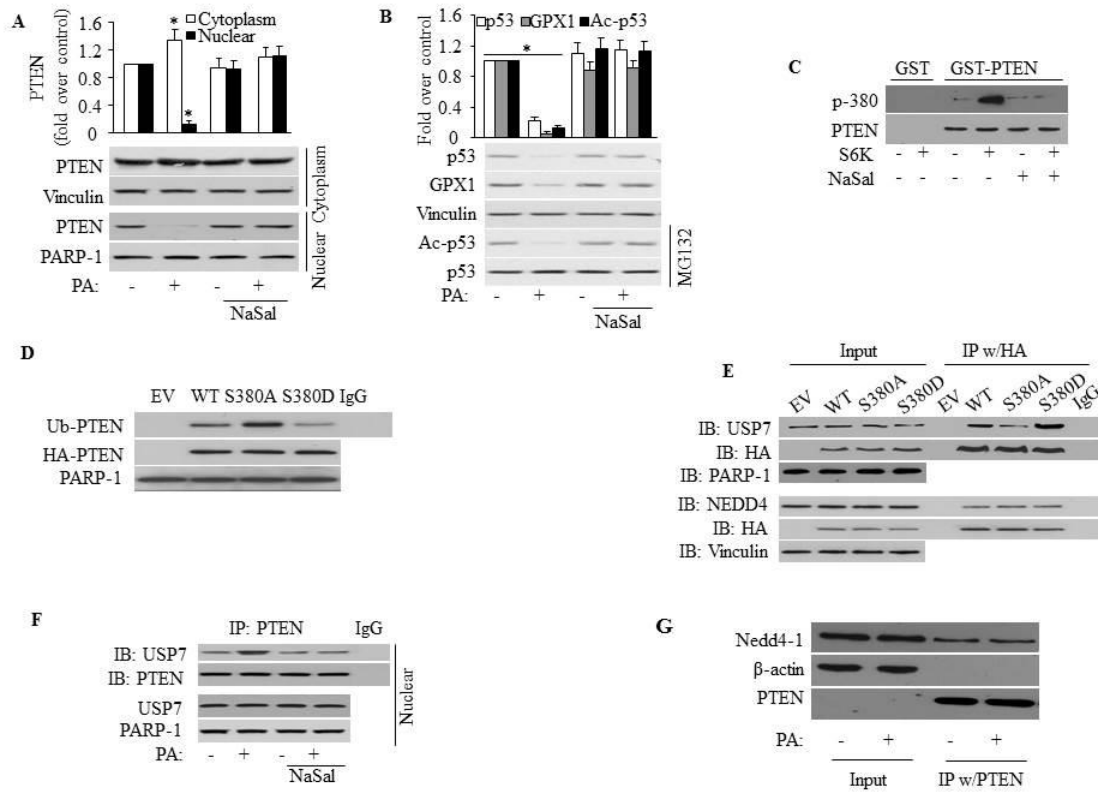 A
PTEN
(fold over control)
1.6
1.2
0.8
0.4
0
*
Cytoplasm
Nuclear
*
PTEN
Vinculin
Cytoplasm
PTEN
PARP-1
Nuclear
PA: - + - +
NaSal
B
Fold over control
1.6
1.2
0.8
0.4
0
p53 GPX1 Ac-p53
*
p53
GPX1
Vinculin
Ac-p53
p53
MG132
PA: - + - +
NaSal
C
GST GST-PTEN
p-380
PTEN
S6K - + - + - +
NaSal - - - - + +
D
EV WT S380A S380D IgG
Ub-PTEN
HA-PTEN
PARP-1
E
Input IP w/HA
EV WT S380A S380D EV WT S380A S380D IgG
IB: USP7
IB: HA
IB: PARP-1
IB: NEDD4
IB: HA
IB: Vinculin
F
IP: PTEN IgG
IB: USP7
IB: PTEN
USP7
PARP-1
Nuclear
PA: - + - +
NaSal
G
Nedd4-1
β-actin
PTEN
PA: - + - +
Input IP w/PTEN